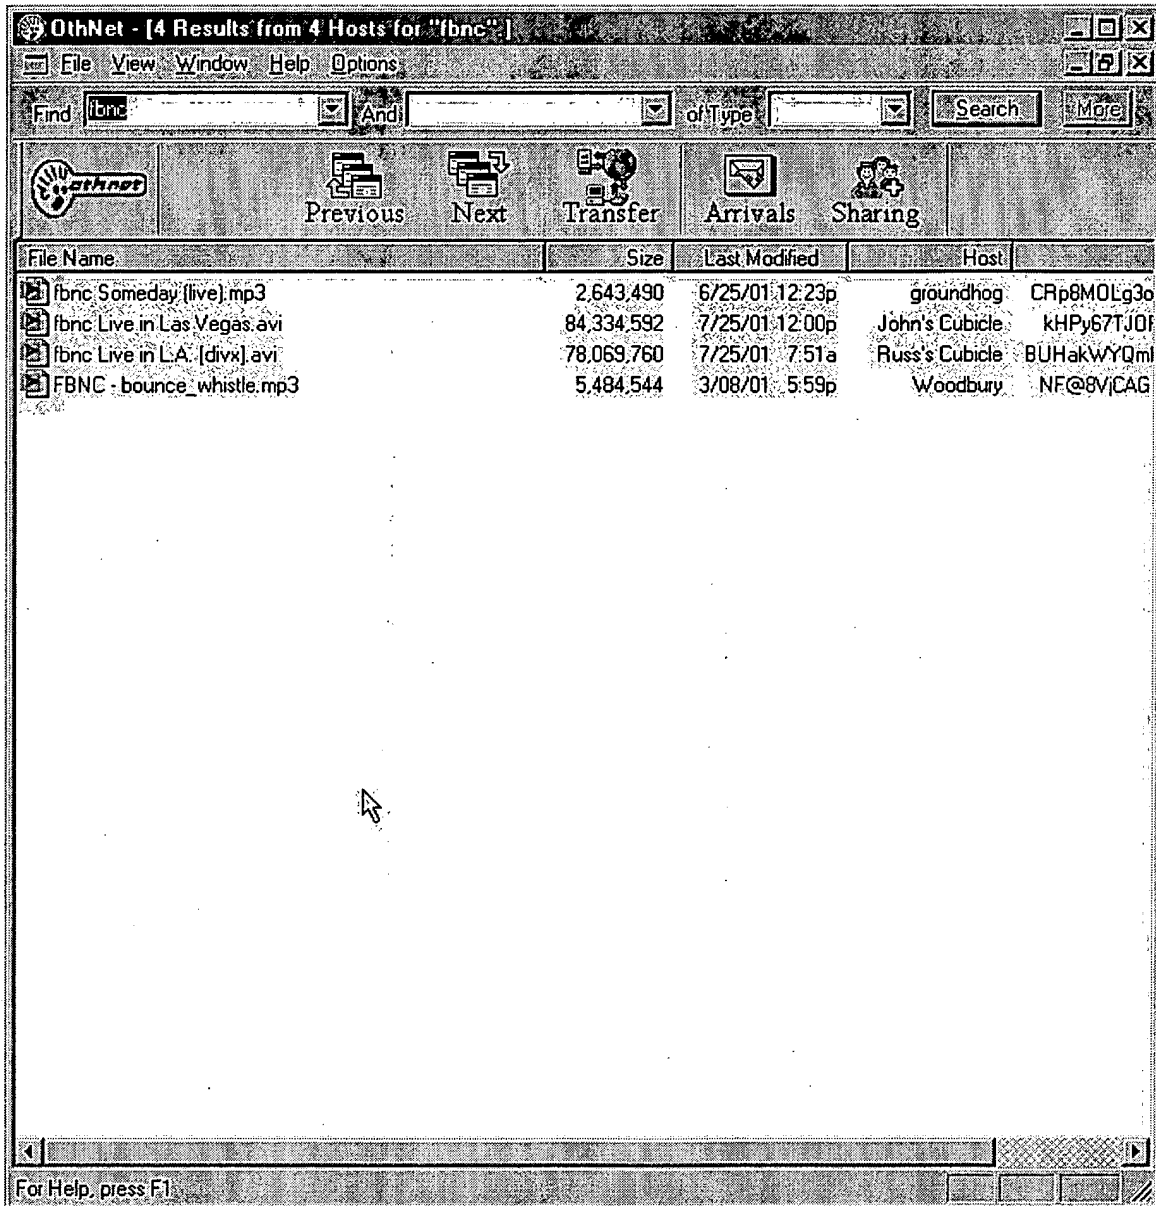 OthNet - [4 Results from 4 Hosts for "fbnc" ]
File View Window Help Options
Find fbnc And of Type Search More
othnet Previous Next Transfer Arrivals Sharing
File Name Size Last Modified Host
fbnc Someday (live).mp3 2,643,490 6/25/01 12:23p groundhog CRp8MOLg3o
fbnc Live in Las Vegas.avi 84,334,592 7/25/01 12:00p John's Cubicle
fbnc Live in L.A. [divx].avi 78,069,760 7/25/01 7:51a Russ's Cubicle
FBNC - bounce_whistle.mp3 5,484,544 3/08/01 5:59p Woodbury NF@8VjCAG
For Help, press F1